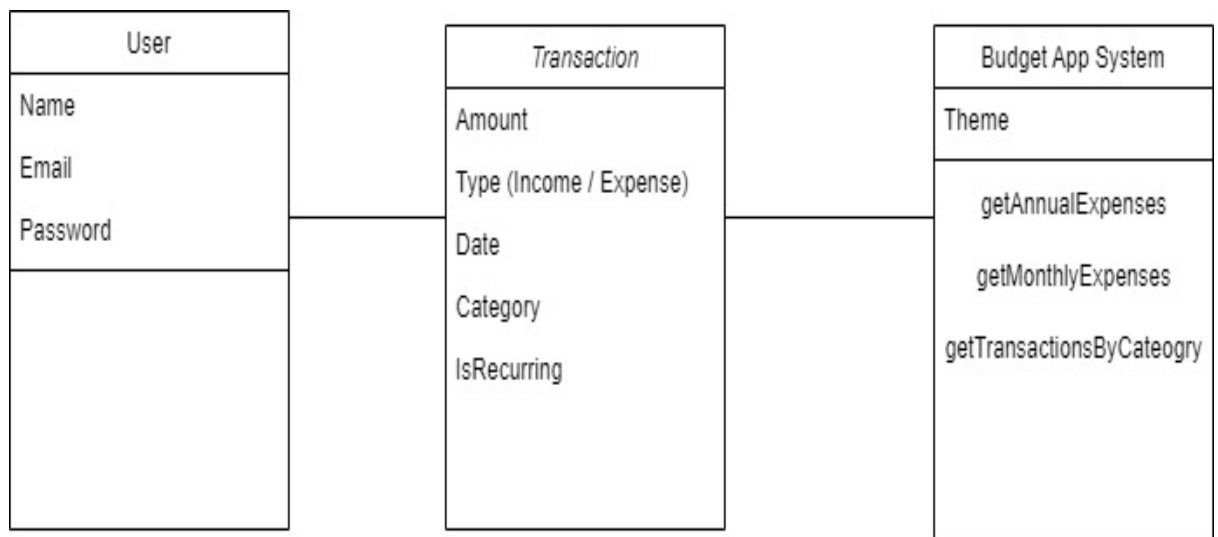 User
Name
Email
Password
Transaction
Amount
Type (Income / Expense)
Date
Category
IsRecurring
Budget App System
Theme
getAnnualExpenses
getMonthlyExpenses
getTransactionsByCateogry